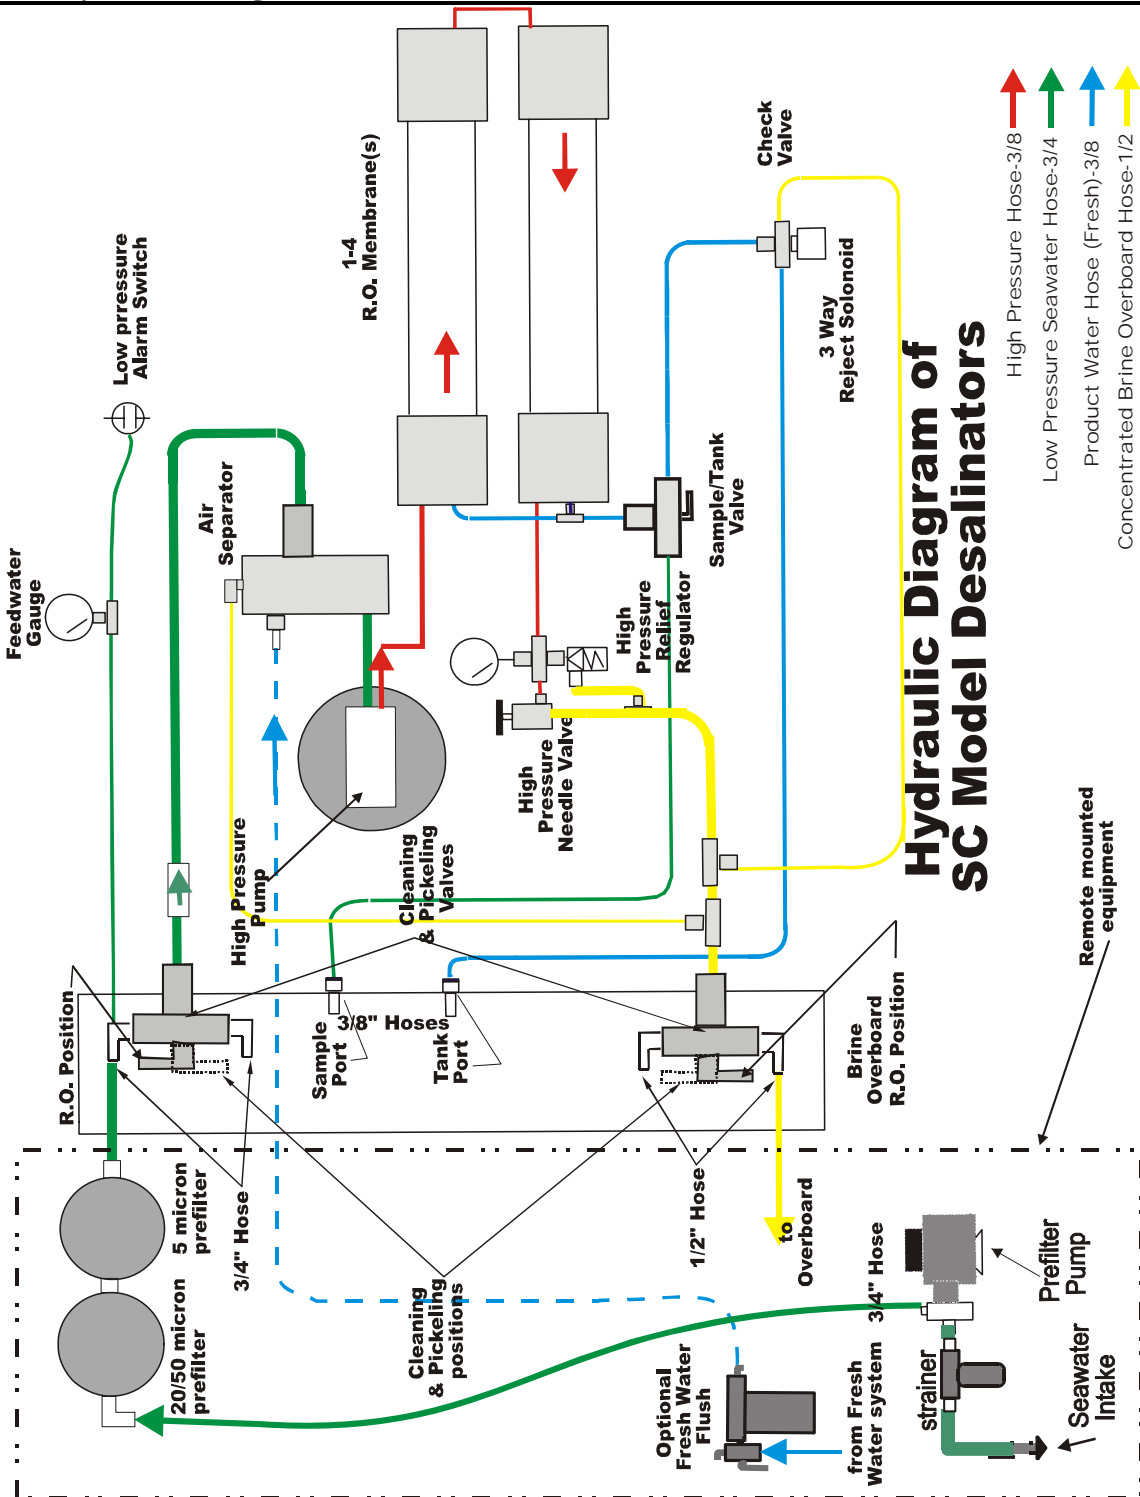 Hydraulic Diagram of
SC Model Desalinators
High Pressure Hose-3/8
Low Pressure Seawater Hose-3/4
Product Water Hose (Fresh)-3/8
Concentrated Brine Overboard Hose-1/2
Feedwater
Gauge
Low prressure
Alarm Switch
Air
Separator
1-4
R.O. Membrane(s)
Check
Valve
3 Way
Reject Solonoid
Sample/Tank
Valve
High
Pressure
Relief
Regulator
High
Pressure
Needle Valve
High Pressure
Pump
Cleaning
& Pickeling
Valves
R.O. Position
Sample
Port
3/8" Hoses
Tank
Port
Brine
Overboard
R.O. Position
Remote mounted
equipment
5 micron
prefilter
3/4" Hose
20/50 micron
prefilter
Cleaning
& Pickeling
positions
1/2" Hose
to
Overboard
3/4" Hose
Prefilter
Pump
Optional
Fresh Water
Flush
from Fresh
Water system
strainer
Seawater
Intake